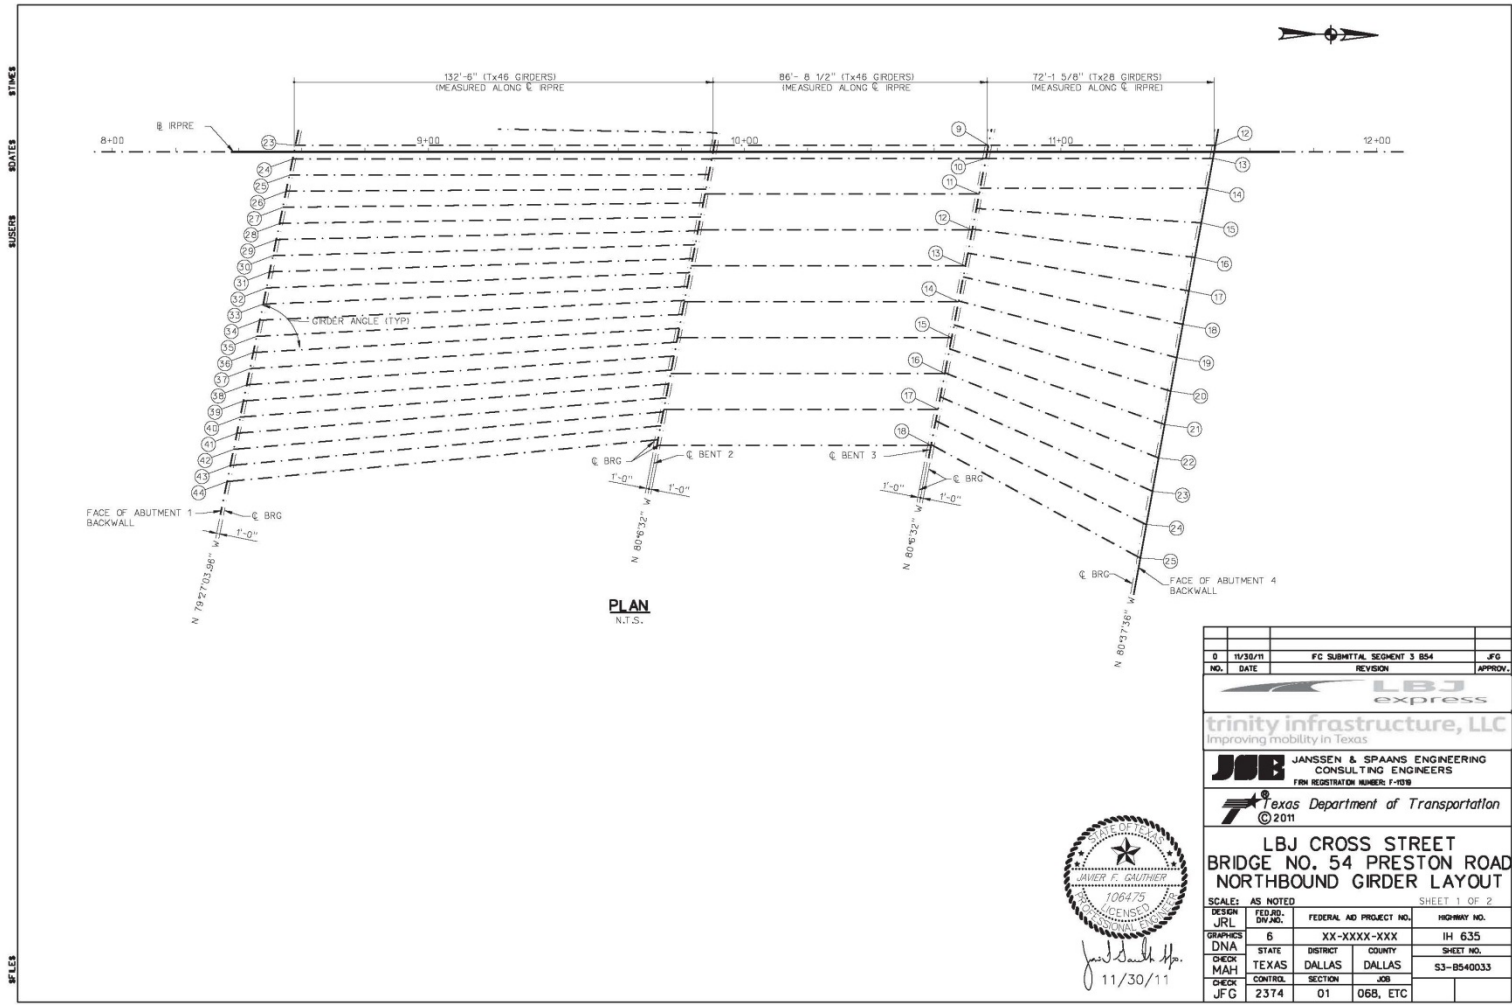 $TIMES
$DATES
$USERS
$FILES
132'-6" (Tx46 GIRDERS)
(MEASURED ALONG ℄ IRPRE
86'- 8 1/2" (Tx46 GIRDERS)
(MEASURED ALONG ℄ IRPRE
72'-1 5/8" (Tx28 GIRDERS)
(MEASURED ALONG ℄ IRPRE)
8+00
IRPRE
9+00
10+00
11+00
12+00
23
24
25
26
27
28
29
30
31
32
33
34
35
36
37
38
39
40
41
42
43
44
GIRDER ANGLE (TYP)
9
10
11
12
13
14
15
16
17
18
12
13
14
15
16
17
18
19
20
21
22
23
24
25
FACE OF ABUTMENT 1
BACKWALL
℄ BRG
1'-0"
N 79°27'03.96" W
℄ BRG
℄ BENT 2
1'-0"
1'-0"
N 80°6'32" W
℄ BENT 3
℄ BRG
1'-0"
1'-0"
N 80°6'32" W
℄ BRG
FACE OF ABUTMENT 4
BACKWALL
N 80°37'36" W
PLAN
N.T.S.
0 11/30/11 FC SUBMITTAL SEGMENT 3 B54 JFG
NO. DATE REVISION APPROV.
LBJ
express
trinity infrastructure, LLC
Improving mobility in Texas
JSE JANSSEN & SPAANS ENGINEERING
CONSULTING ENGINEERS
FIRM REGISTRATION NUMBER: F-11319
® Texas Department of Transportation
© 2011
LBJ CROSS STREET
BRIDGE NO. 54 PRESTON ROAD
NORTHBOUND GIRDER LAYOUT
SCALE: AS NOTED SHEET 1 OF 2
DESIGN JRL FED.RD. DIV.NO. FEDERAL AID PROJECT NO. HIGHWAY NO.
GRAPHICS DNA 6 XX-XXXX-XXX IH 635
STATE DISTRICT COUNTY SHEET NO.
CHECK MAH TEXAS DALLAS DALLAS S3-B540033
CONTROL SECTION JOB
CHECK JFG 2374 01 068, ETC
STATE OF TEXAS
JAVIER F. GAUTHIER
106475
LICENSED
PROFESSIONAL ENGINEER
11/30/11